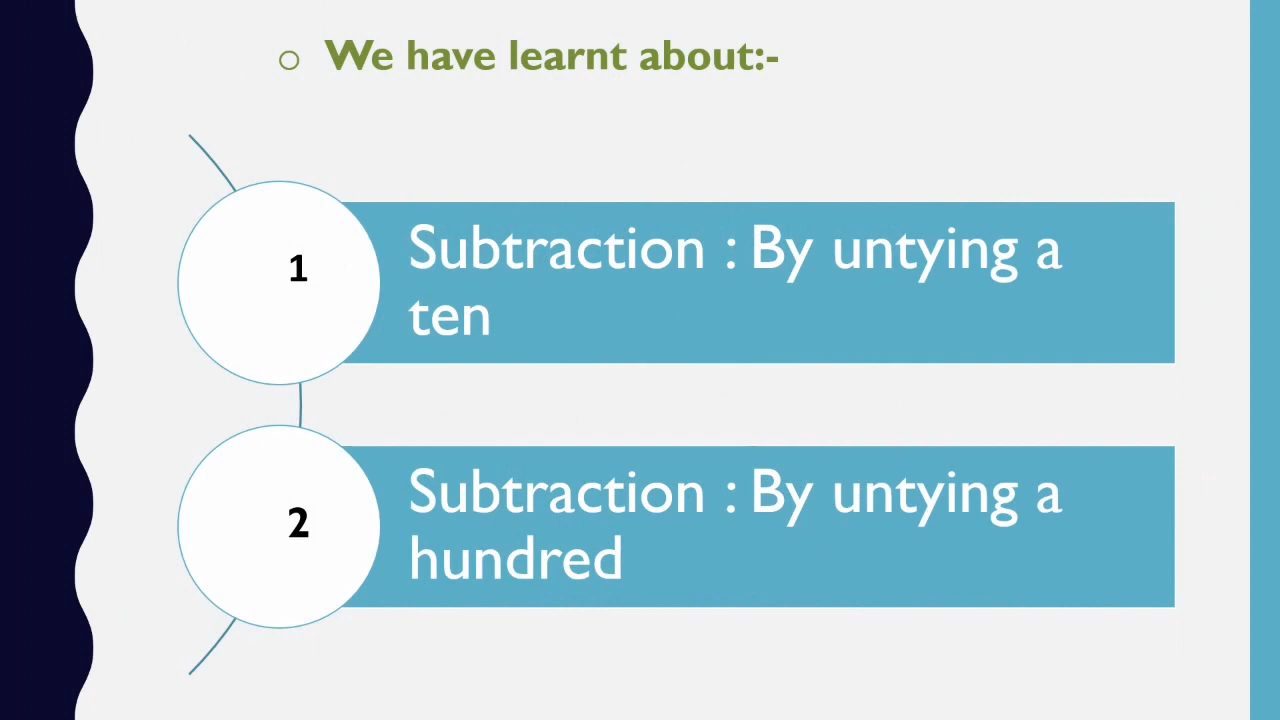 o We have learnt about:-
1
Subtraction : By untying a
ten
2
Subtraction : By untying a
hundred